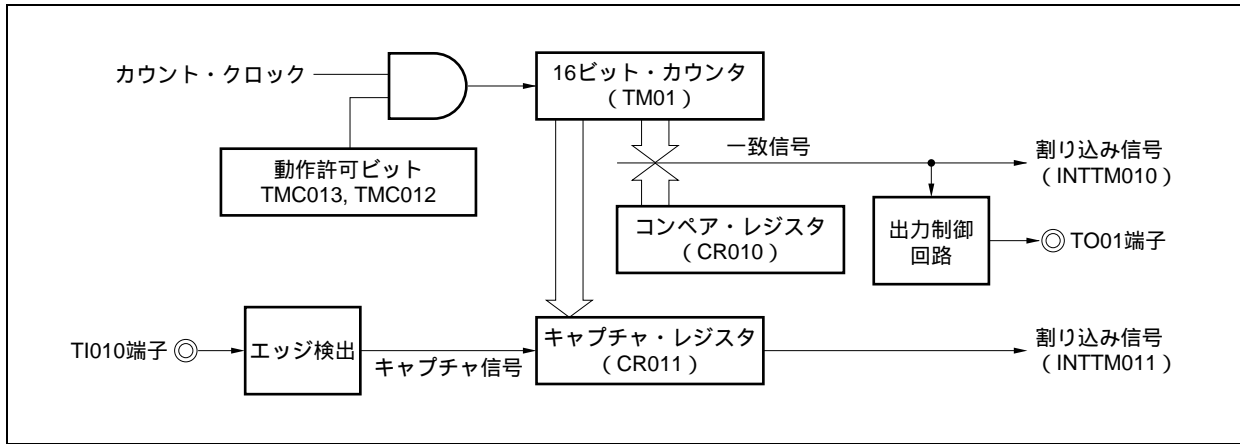 カウント・クロック
16ビット・カウンタ
（TM01）
動作許可ビット
TMC013, TMC012
一致信号
割り込み信号
（INTTM010）
コンペア・レジスタ
（CR010）
出力制御
回路
TO01端子
TI010端子
エッジ検出
キャプチャ信号
キャプチャ・レジスタ
（CR011）
割り込み信号
（INTTM011）